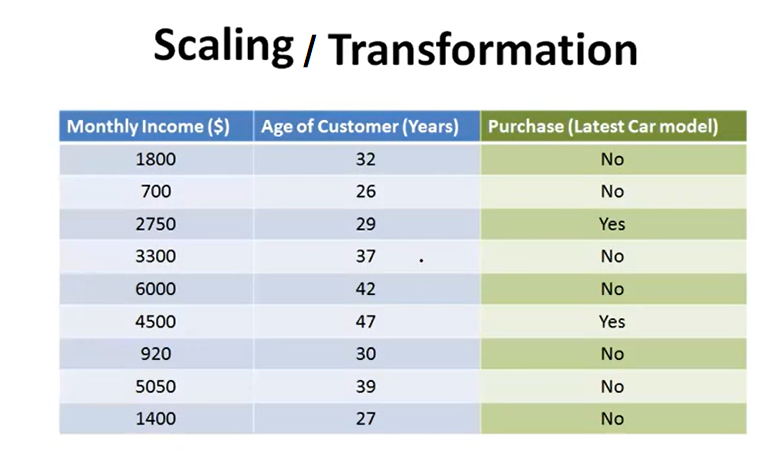 Scaling / Transformation
Monthly Income ($) Age of Customer (Years) Purchase (Latest Car model)
1800 32 No
700 26 No
2750 29 Yes
3300 37 No
6000 42 No
4500 47 Yes
920 30 No
5050 39 No
1400 27 No